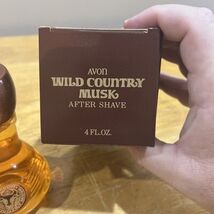 AVON
WILD COUNTRY
MUSK
AFTER SHAVE
4 FL.OZ.